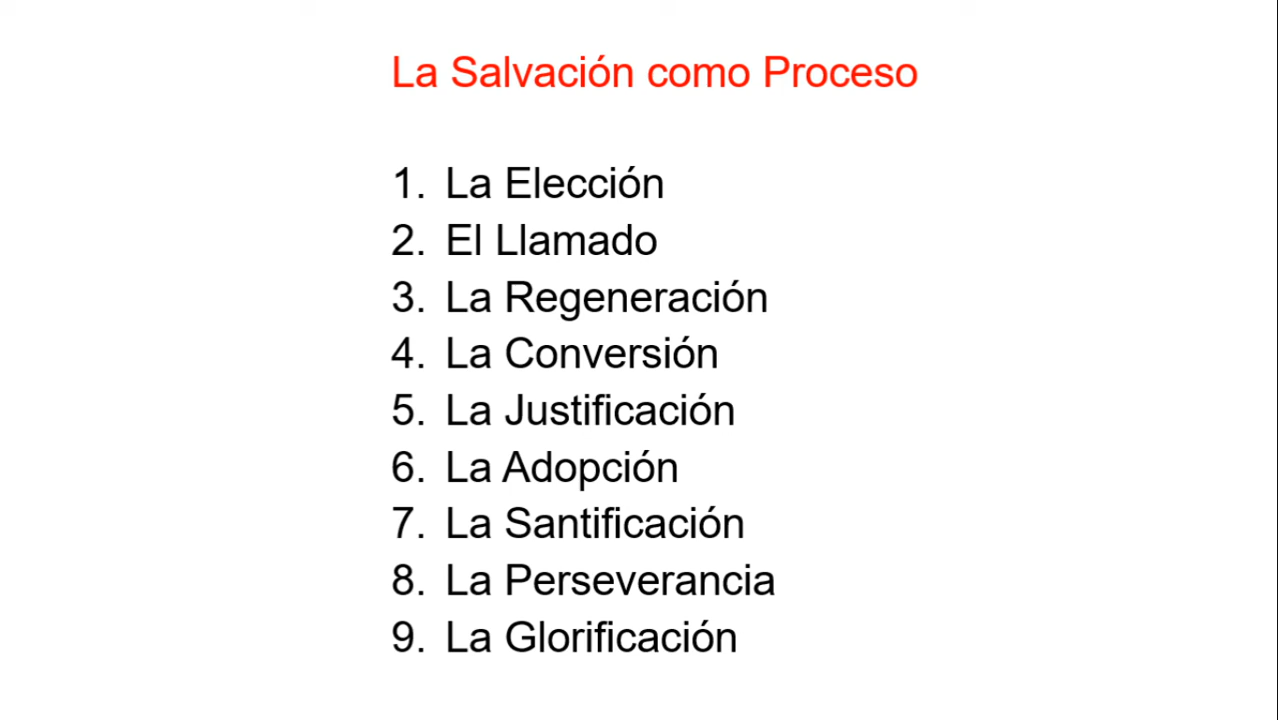 La Salvación como Proceso
1. La Elección
2. El Llamado
3. La Regeneración
4. La Conversión
5. La Justificación
6. La Adopción
7. La Santificación
8. La Perseverancia
9. La Glorificación